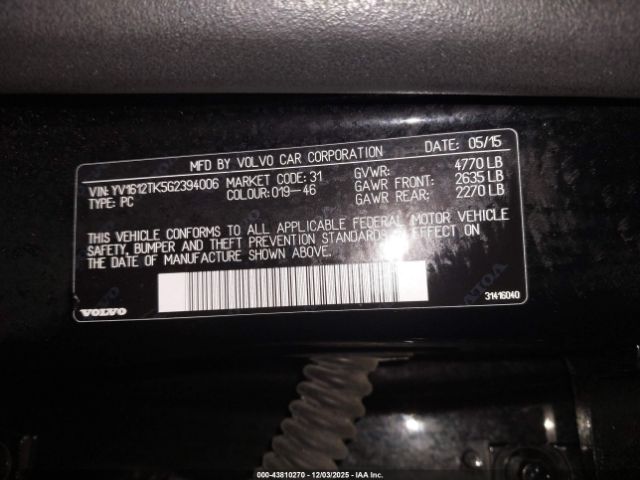 MFD BY VOLVO CAR CORPORATION DATE: 05/15
VIN: YV1612TK5G2394006 MARKET CODE: 31 GVWR: 4770 LB
TYPE: PC COLOUR: 019-46 GAWR FRONT: 2635 LB
GAWR REAR: 2270 LB
THIS VEHICLE CONFORMS TO ALL APPLICABLE FEDERAL MOTOR VEHICLE
SAFETY, BUMPER AND THEFT PREVENTION STANDARDS IN EFFECT ON
THE DATE OF MANUFACTURE SHOWN ABOVE.
VOLVO
31416040
000-43810270 - 12/03/2025 - IAA Inc.